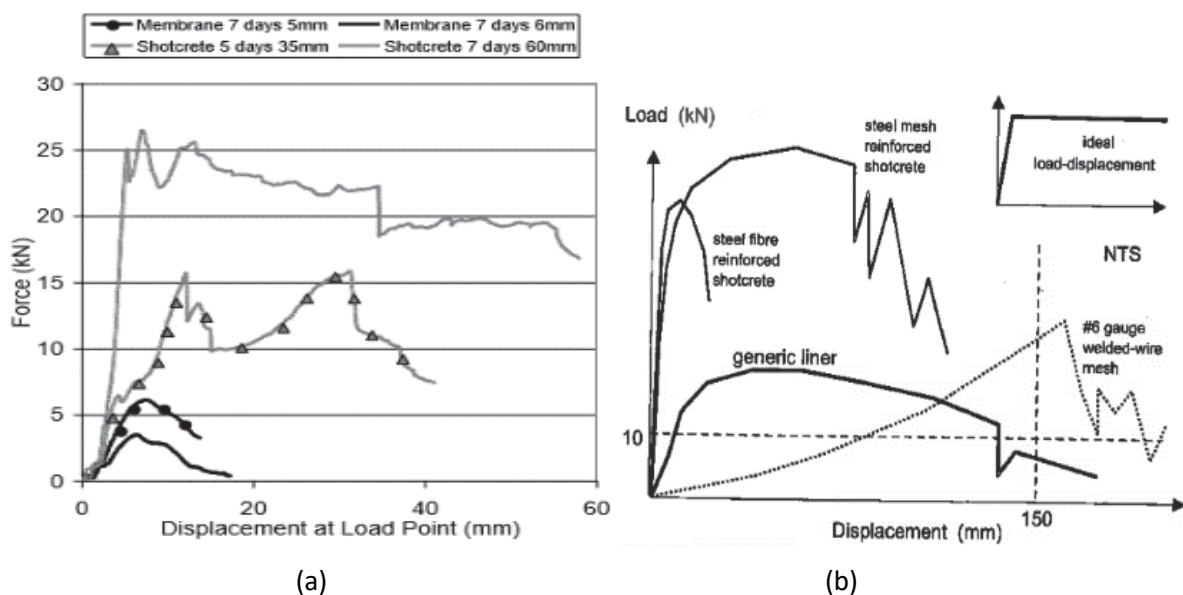 Membrane 7 days 5mm
Membrane 7 days 6mm
Shotcrete 5 days 35mm
Shotcrete 7 days 60mm
30
25
20
15
10
5
0
Force (kN)
0
20
40
60
Displacement at Load Point (mm)
(a)
Load (kN)
steel mesh
reinforced
shotcrete
ideal
load-displacement
steel fibre
reinforced
shotcrete
NTS
#6 gauge
welded-wire
mesh
generic liner
10
150
Displacement (mm)
(b)